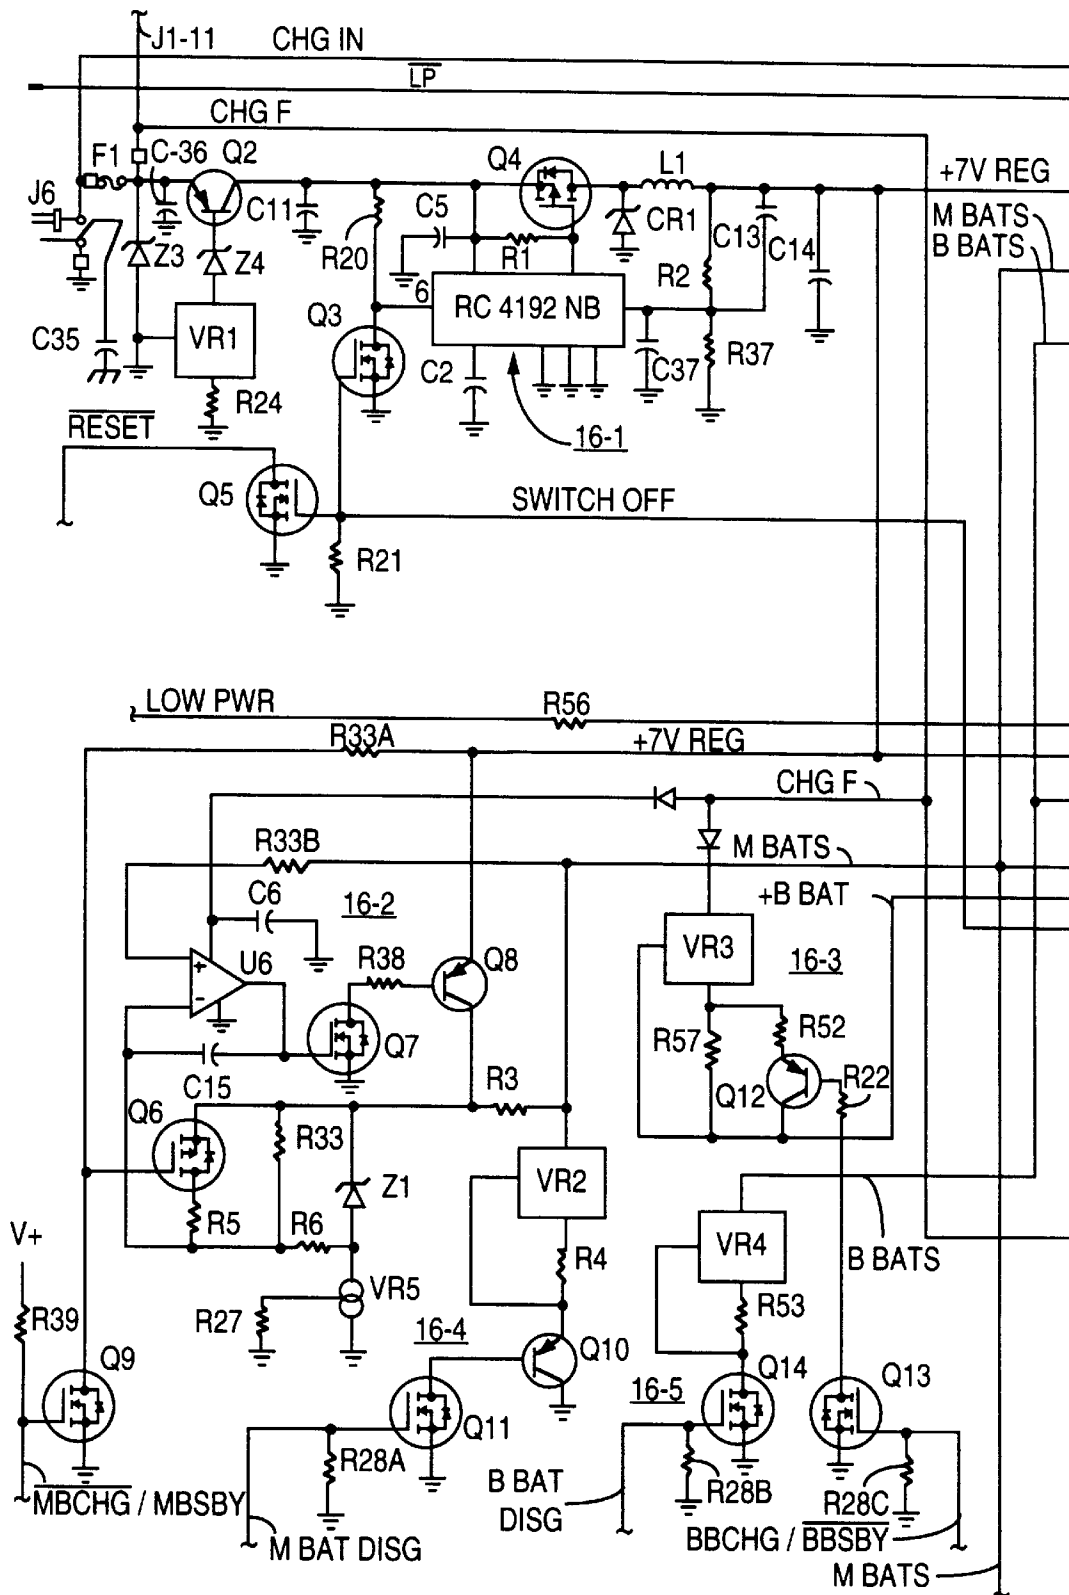 J1-11
CHG IN
LP
CHG F
F1
C-36
Q2
Q4
L1
+7V REG
J6
C11
C5
CR1
C13
C14
M BATS
B BATS
Z3
Z4
R20
R1
R2
Q3
6
RC 4192 NB
C35
VR1
C2
C37
R37
R24
16-1
RESET
Q5
SWITCH OFF
R21
LOW PWR
R56
R33A
+7V REG
CHG F
R33B
M BATS
C6
16-2
+B BAT
+
U6
-
R38
Q8
VR3
16-3
Q7
R57
R52
C15
R3
Q12
R22
Q6
R33
VR2
Z1
R5
R6
VR4
B BATS
V+
R4
VR5
R27
R53
R39
16-4
Q9
Q10
Q14
Q13
16-5
Q11
R28A
B BAT
DISG
R28B
R28C
MBCHG / MBSBY
M BAT DISG
BBCHG / BBSBY
M BATS